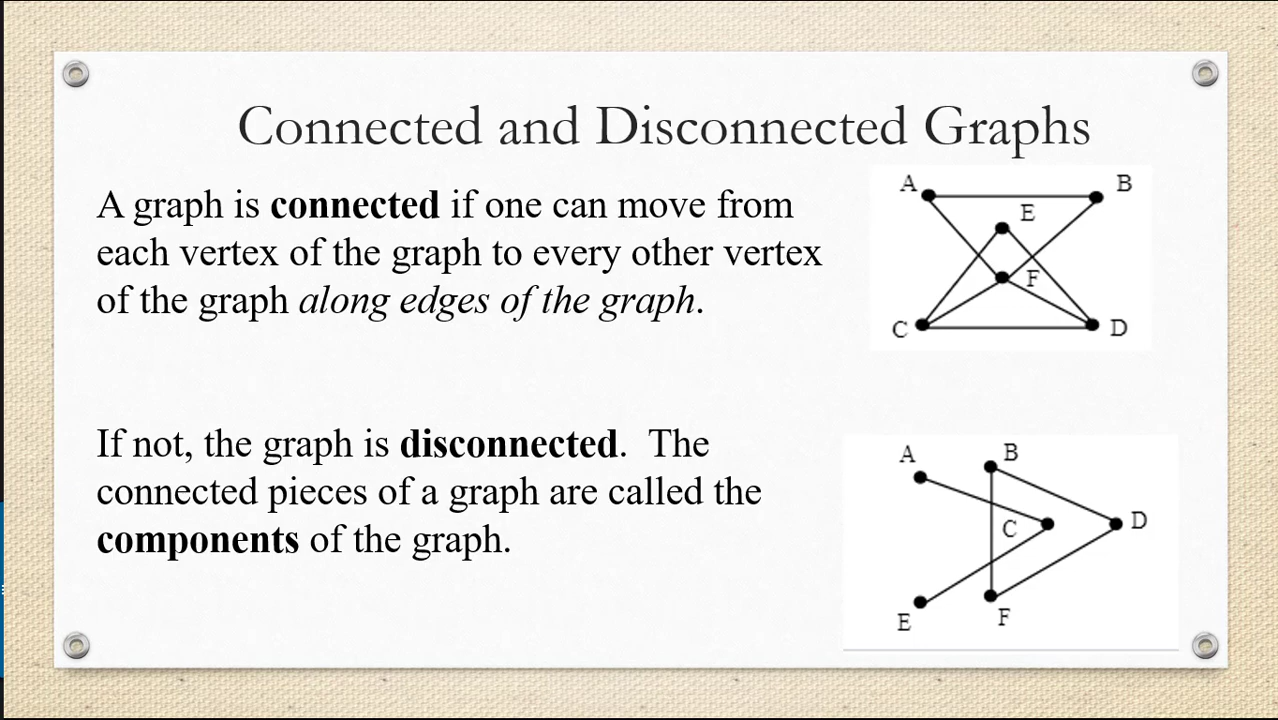 Connected and Disconnected Graphs
A graph is connected if one can move from
each vertex of the graph to every other vertex
of the graph along edges of the graph.
A B
E
F
C D
If not, the graph is disconnected. The
connected pieces of a graph are called the
components of the graph.
A B
C D
E F